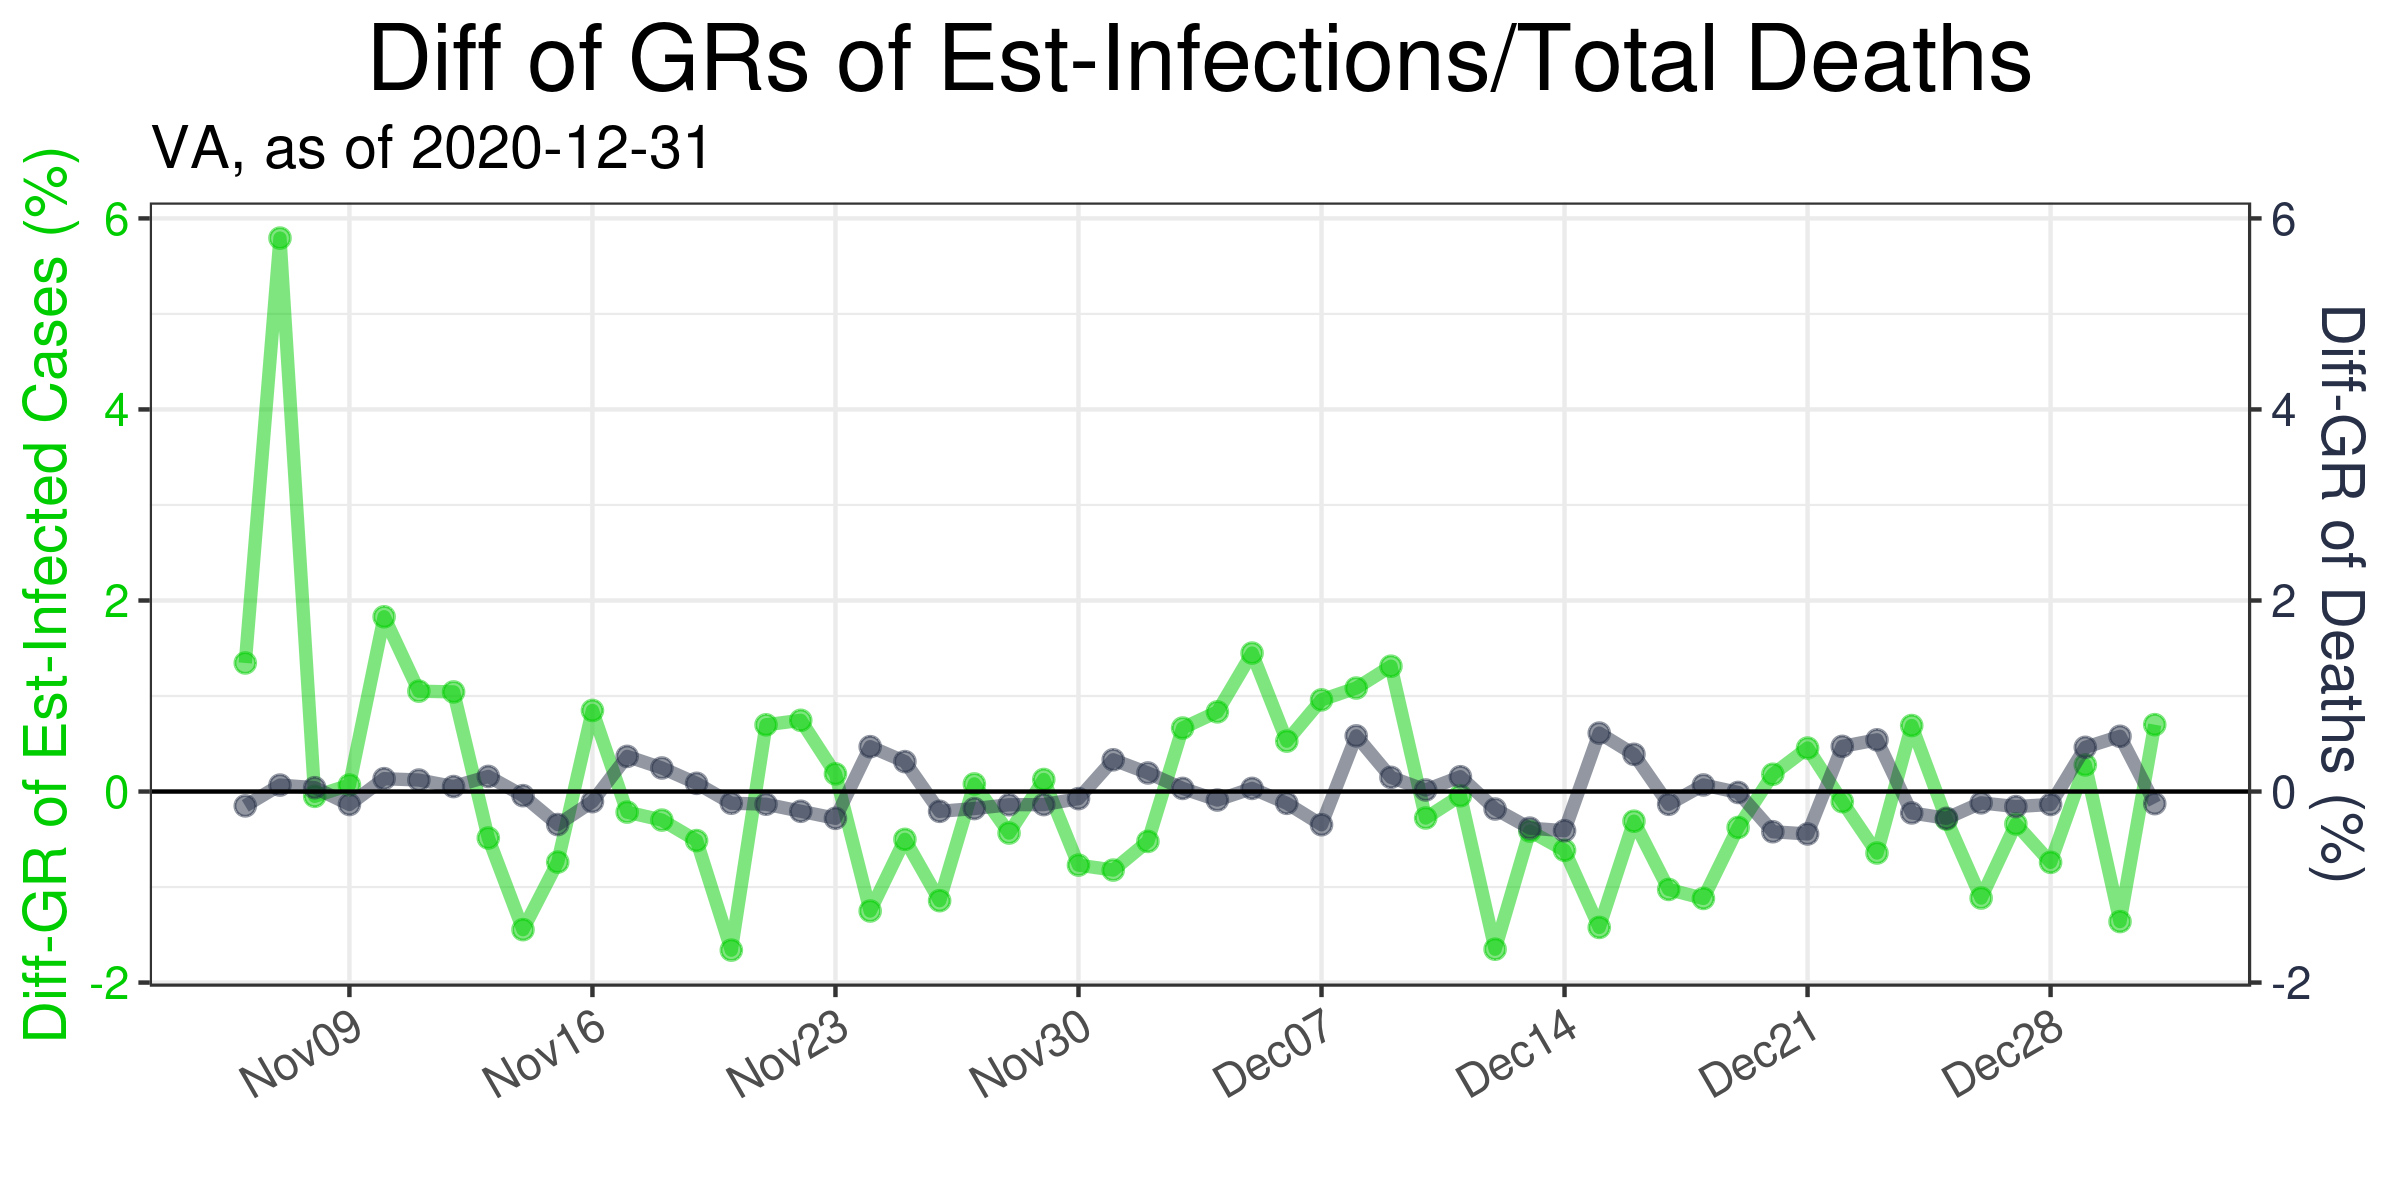 Diff of GRs of Est-Infections/Total Deaths
VA, as of 2020-12-31
Diff-GR of Est-Infected Cases (%)
6
4
2
0
-2
6
4
2
0
-2
Diff-GR of Deaths (%)
Nov09
Nov16
Nov23
Nov30
Dec07
Dec14
Dec21
Dec28